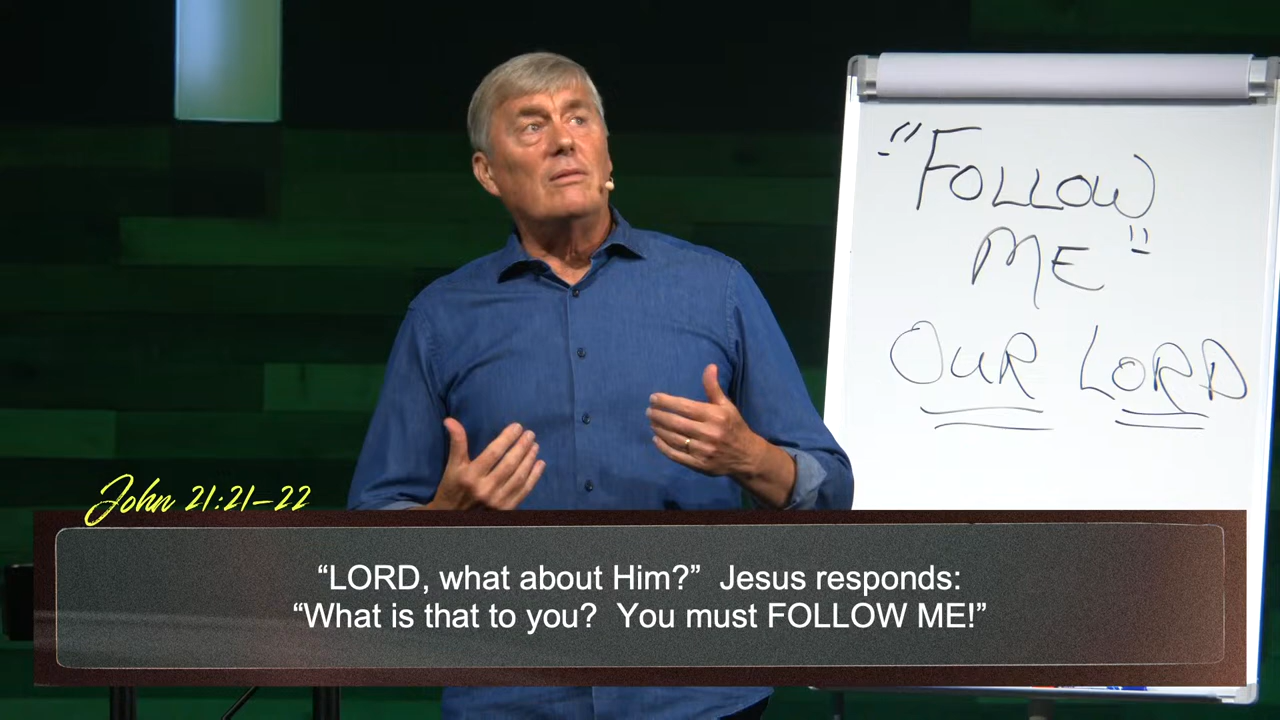 "FOLLOW
ME"
OUR LORD
John 21:21-22
“LORD, what about Him?”  Jesus responds:
“What is that to you?  You must FOLLOW ME!”